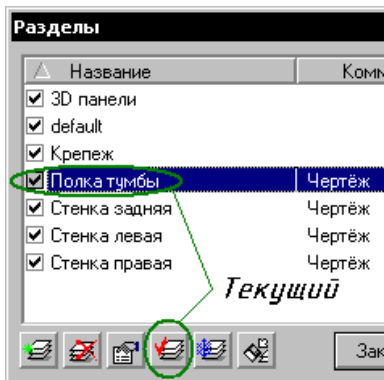 Разделы
Название Комм
3D панели
default
Крепеж
Полка тумбы Чертёж
Стенка задняя Чертёж
Стенка левая Чертёж
Стенка правая Чертёж
Текущий
Зак